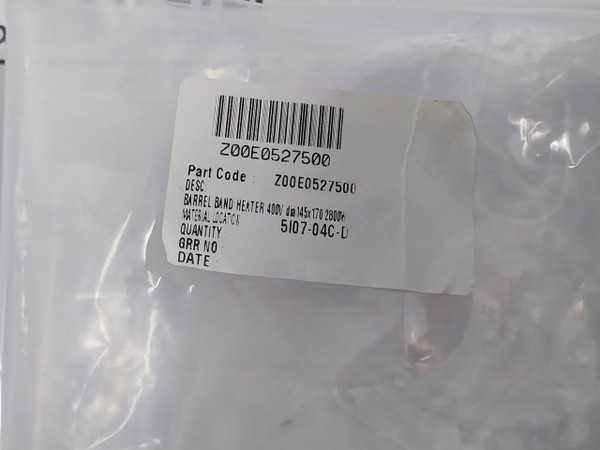 Z00E0527500
Part Code : Z00E0527500
DESC
BARREL BAND HEATER 400V dia145x170 2800W
MATERIAL LOCATION 5I07-04C-D
QUANTITY :
GRR NO :
DATE :